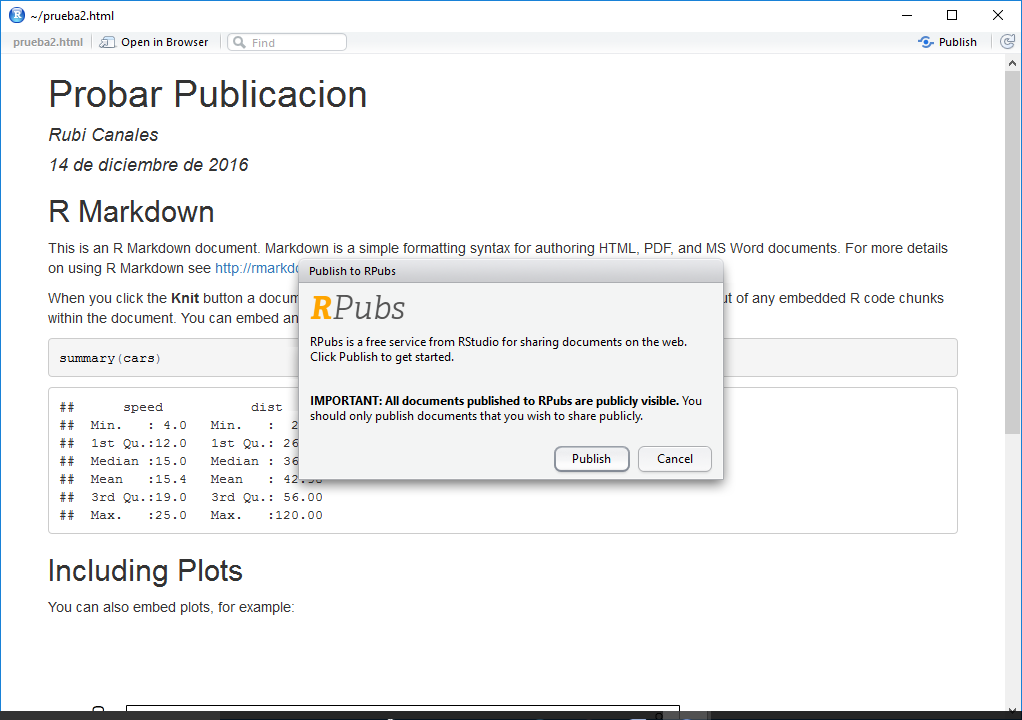 ~/prueba2.html
prueba2.html Open in Browser Find Publish
Probar Publicacion
Rubi Canales
14 de diciembre de 2016
R Markdown
This is an R Markdown document. Markdown is a simple formatting syntax for authoring HTML, PDF, and MS Word documents. For more details
on using R Markdown see http://rmarkd
When you click the Knit button a docum ut of any embedded R code chunks
within the document. You can embed an
summary(cars)
## speed dist
## Min. : 4.0 Min. : 2
## 1st Qu.:12.0 1st Qu.: 26
## Median :15.0 Median : 36
## Mean :15.4 Mean : 42.98
## 3rd Qu.:19.0 3rd Qu.: 56.00
## Max. :25.0 Max. :120.00
Publish to RPubs
RPubs
RPubs is a free service from RStudio for sharing documents on the web.
Click Publish to get started.
IMPORTANT: All documents published to RPubs are publicly visible. You
should only publish documents that you wish to share publicly.
Publish Cancel
Including Plots
You can also embed plots, for example: